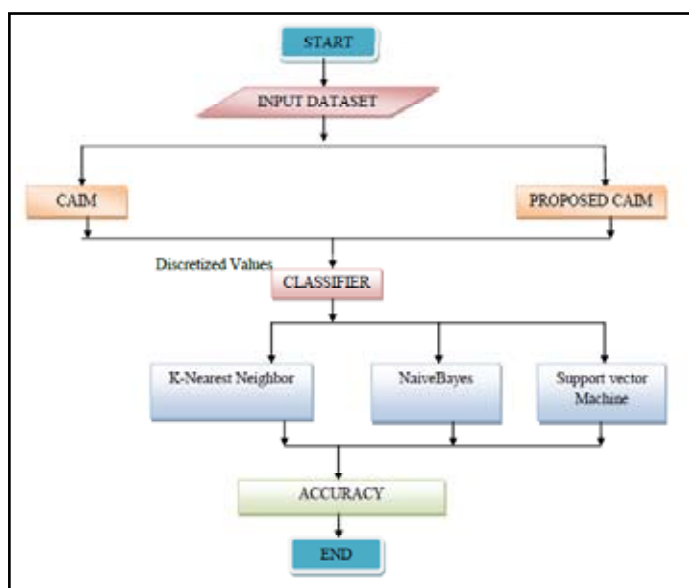 START
INPUT DATASET
CAIM
PROPOSED CAIM
Discretized Values
CLASSIFIER
K-Nearest Neighbor
NaiveBayes
Support vector
Machine
ACCURACY
END